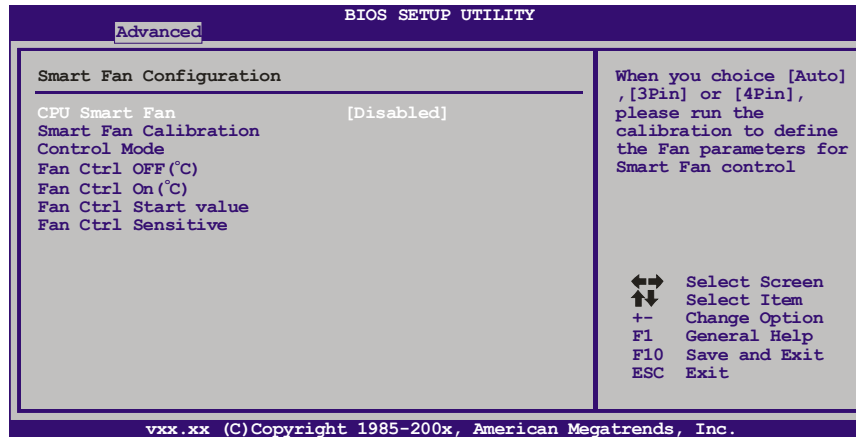 BIOS SETUP UTILITY
Advanced
Smart Fan Configuration
CPU Smart Fan [Disabled]
Smart Fan Calibration
Control Mode
Fan Ctrl OFF(°C)
Fan Ctrl On(°C)
Fan Ctrl Start value
Fan Ctrl Sensitive
When you choice [Auto]
,[3Pin] or [4Pin],
please run the
calibration to define
the Fan parameters for
Smart Fan control
Select Screen
Select Item
+- Change Option
F1 General Help
F10 Save and Exit
ESC Exit
vxx.xx (C)Copyright 1985-200x, American Megatrends, Inc.